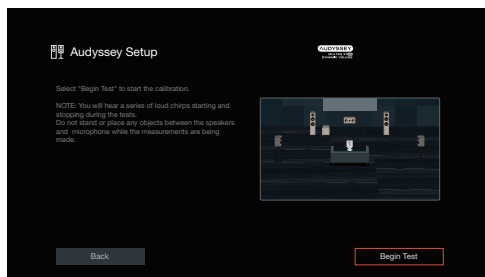 Audyssey Setup
AUDYSSEY
DYNAMIC VOLUME
Select "Begin Test" to start the calibration.
NOTE: You will hear a series of loud chirps starting and
stopping during the tests.
Do not stand or place any objects between the speakers
and microphone while the measurements are being
made.
Back
Begin Test